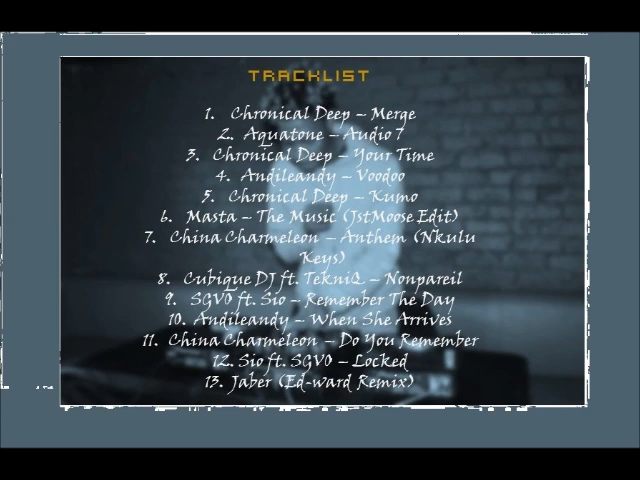 TRACKLIST
1. Chronical Deep – Merge
2. Aquatone – Audio 7
3. Chronical Deep – Your Time
4. Andileandy – Voodoo
5. Chronical Deep – Kumo
6. Masta – The Music (JstMoose Edit)
7. China Charmeleon – Anthem (Nkulu
Keys)
8. Cubique DJ ft. TekniQ – Nonpareil
9. SGVO ft. Sio – Remember The Day
10. Andileandy – When She Arrives
11. China Charmeleon – Do You Remember
12. Sio ft. SGVO – Locked
13. Jaber (Ed-ward Remix)